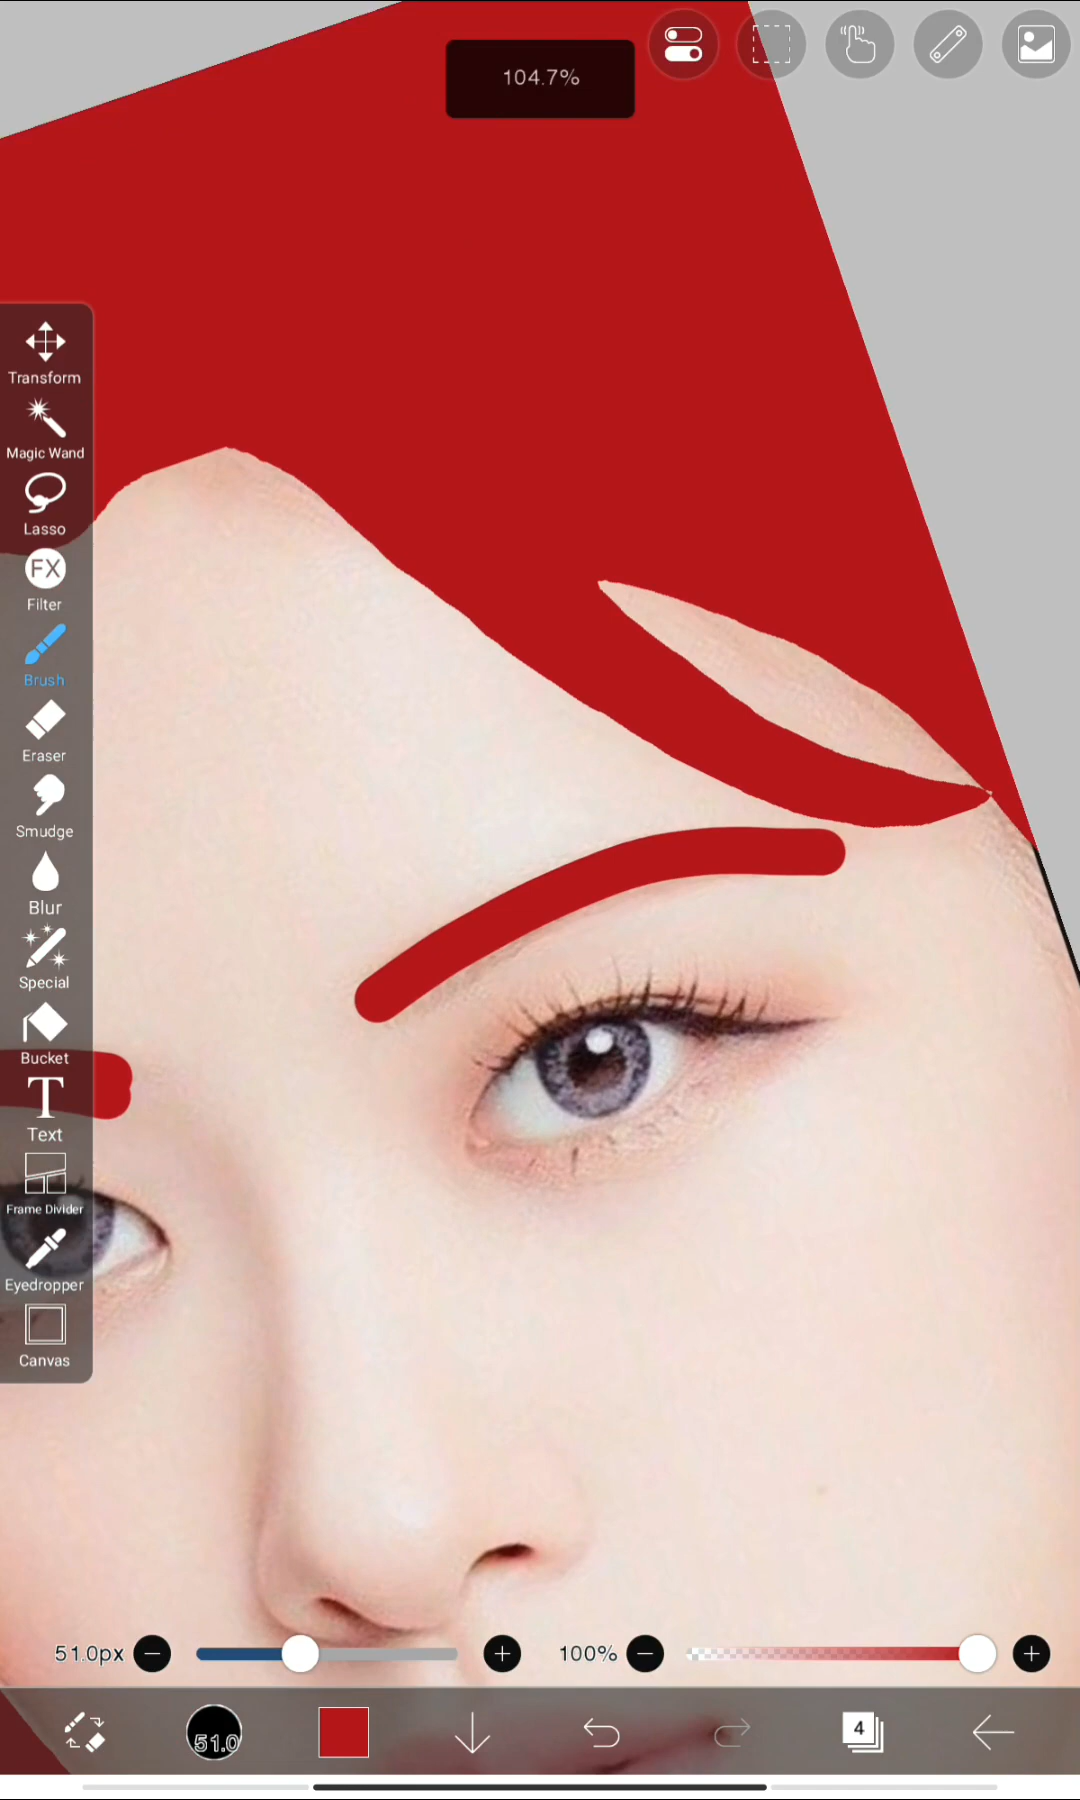 104.7%
Transform
Magic Wand
Lasso
FX
Filter
Brush
Eraser
Smudge
Blur
Special
Bucket
T
Text
Frame Divider
Eyedropper
Canvas
51.0px
100%
51.0
4